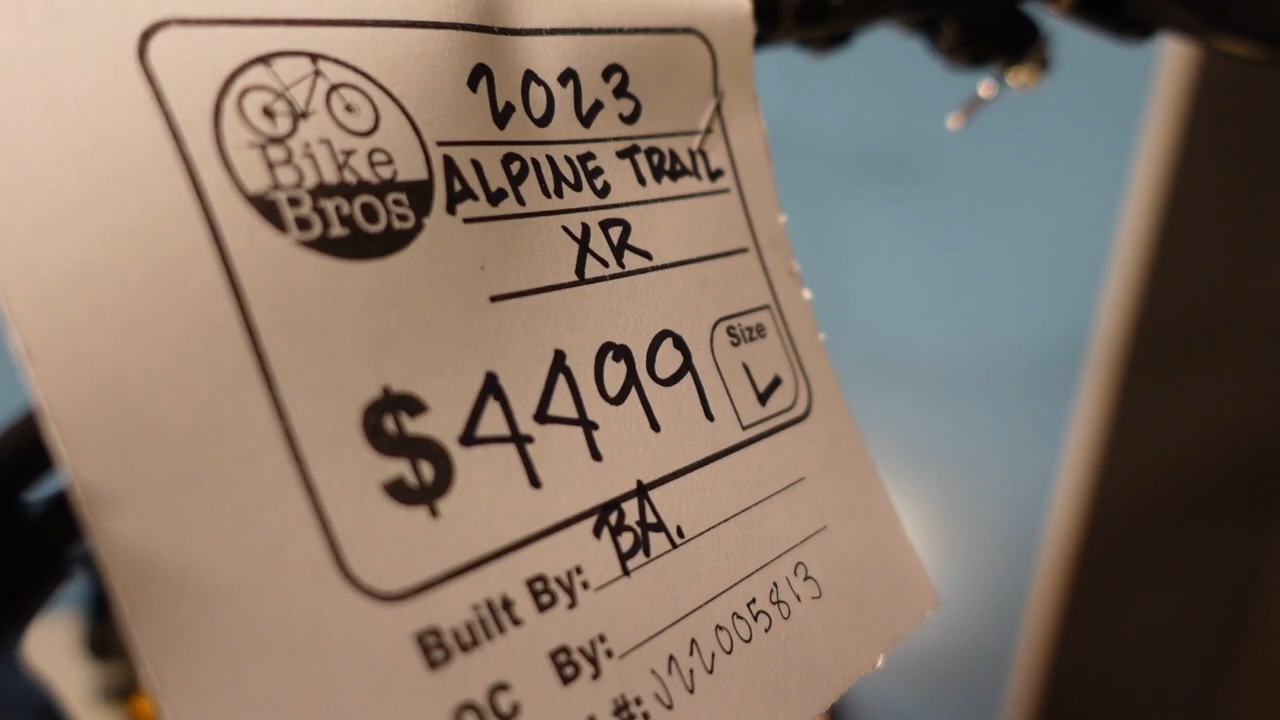 Bike
Bros.
2023
ALPINE TRAIL
XR
$4499
Size
L
Built By: BA.
QC By:
#: J22005813